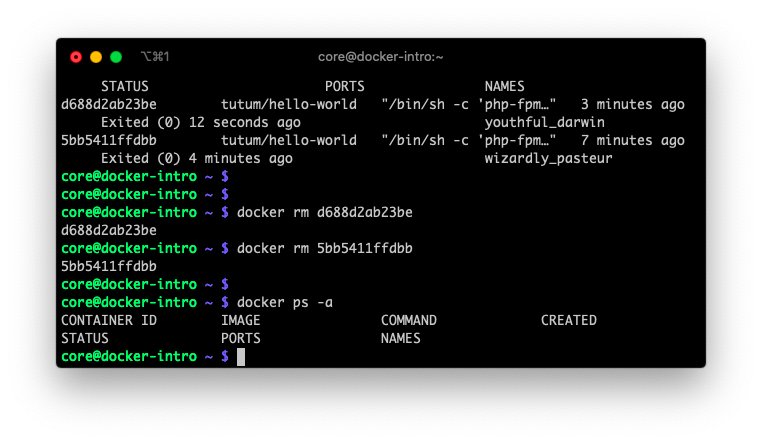 ⌥⌘1 core@docker-intro:~
STATUS PORTS NAMES
d688d2ab23be tutum/hello-world "/bin/sh -c 'php-fpm…" 3 minutes ago
Exited (0) 12 seconds ago youthful_darwin
5bb5411ffdbb tutum/hello-world "/bin/sh -c 'php-fpm…" 7 minutes ago
Exited (0) 4 minutes ago wizardly_pasteur
core@docker-intro ~ $
core@docker-intro ~ $
core@docker-intro ~ $ docker rm d688d2ab23be
d688d2ab23be
core@docker-intro ~ $ docker rm 5bb5411ffdbb
5bb5411ffdbb
core@docker-intro ~ $
core@docker-intro ~ $ docker ps -a
CONTAINER ID IMAGE COMMAND CREATED
STATUS PORTS NAMES
core@docker-intro ~ $